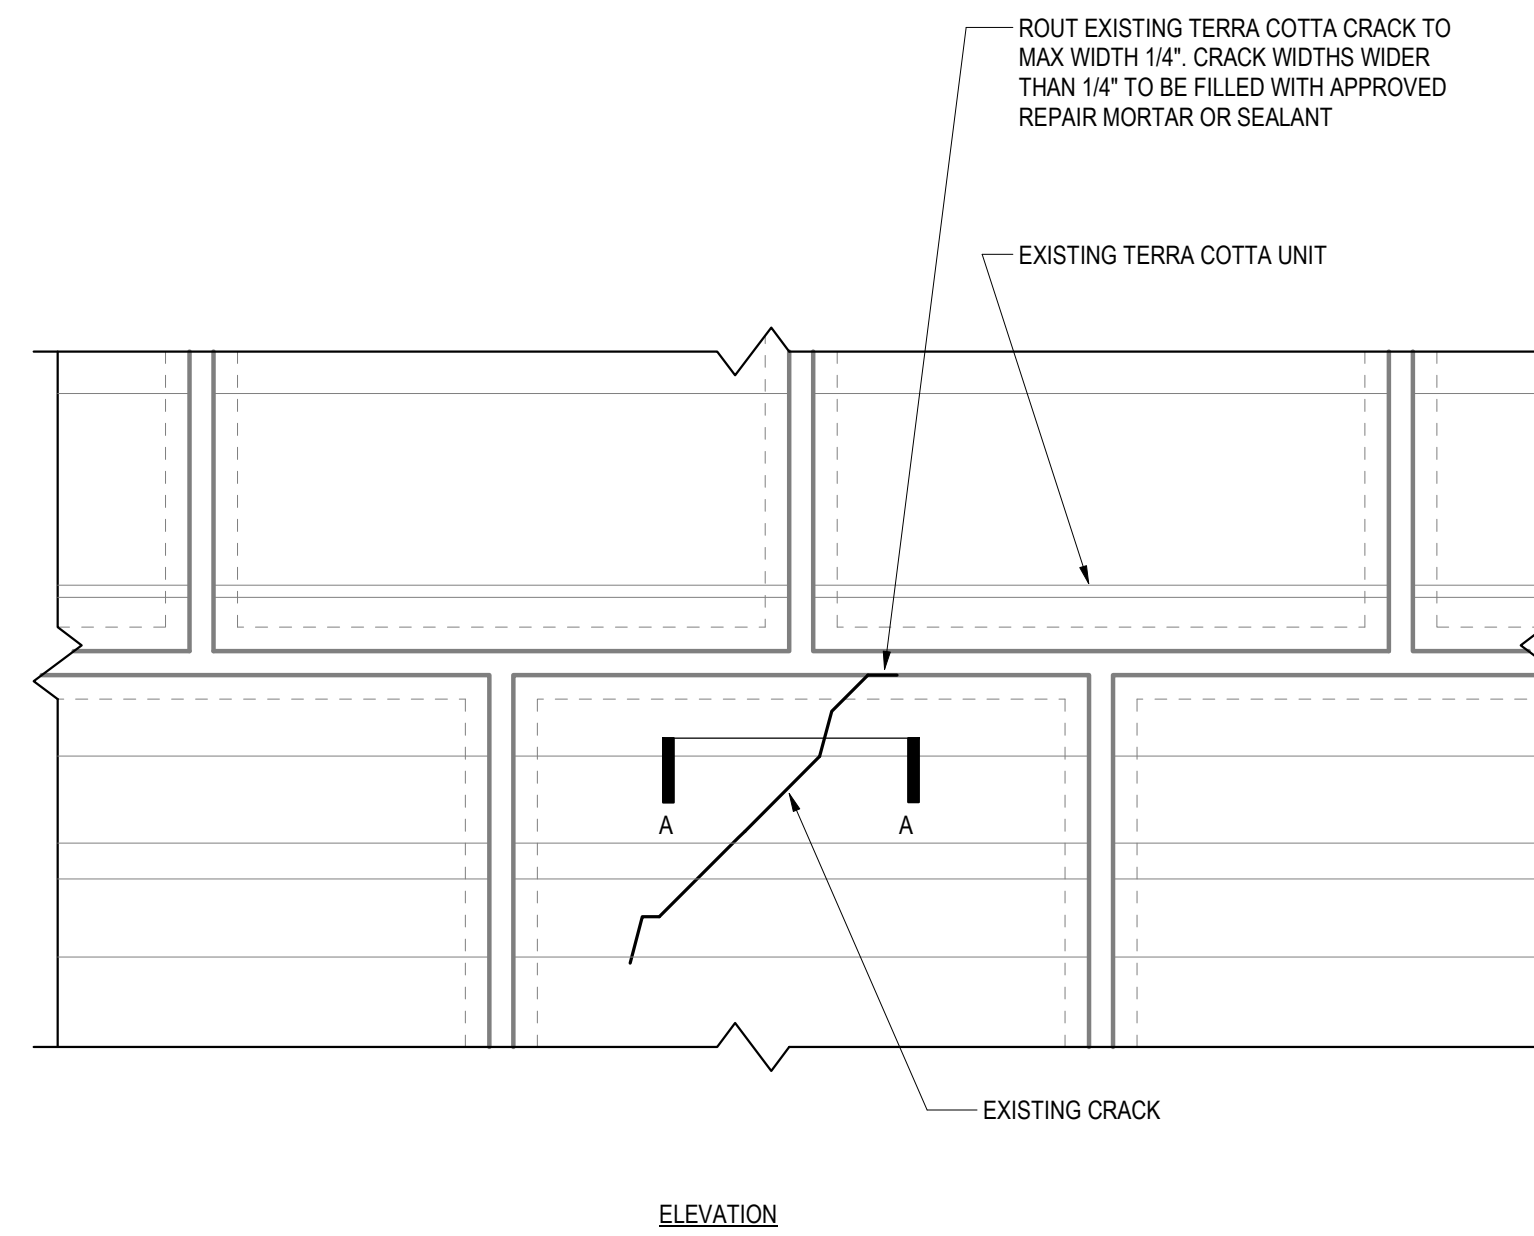 ROUT EXISTING TERRA COTTA CRACK TO
MAX WIDTH 1/4". CRACK WIDTHS WIDER
THAN 1/4" TO BE FILLED WITH APPROVED
REPAIR MORTAR OR SEALANT
EXISTING TERRA COTTA UNIT
A A
EXISTING CRACK
ELEVATION